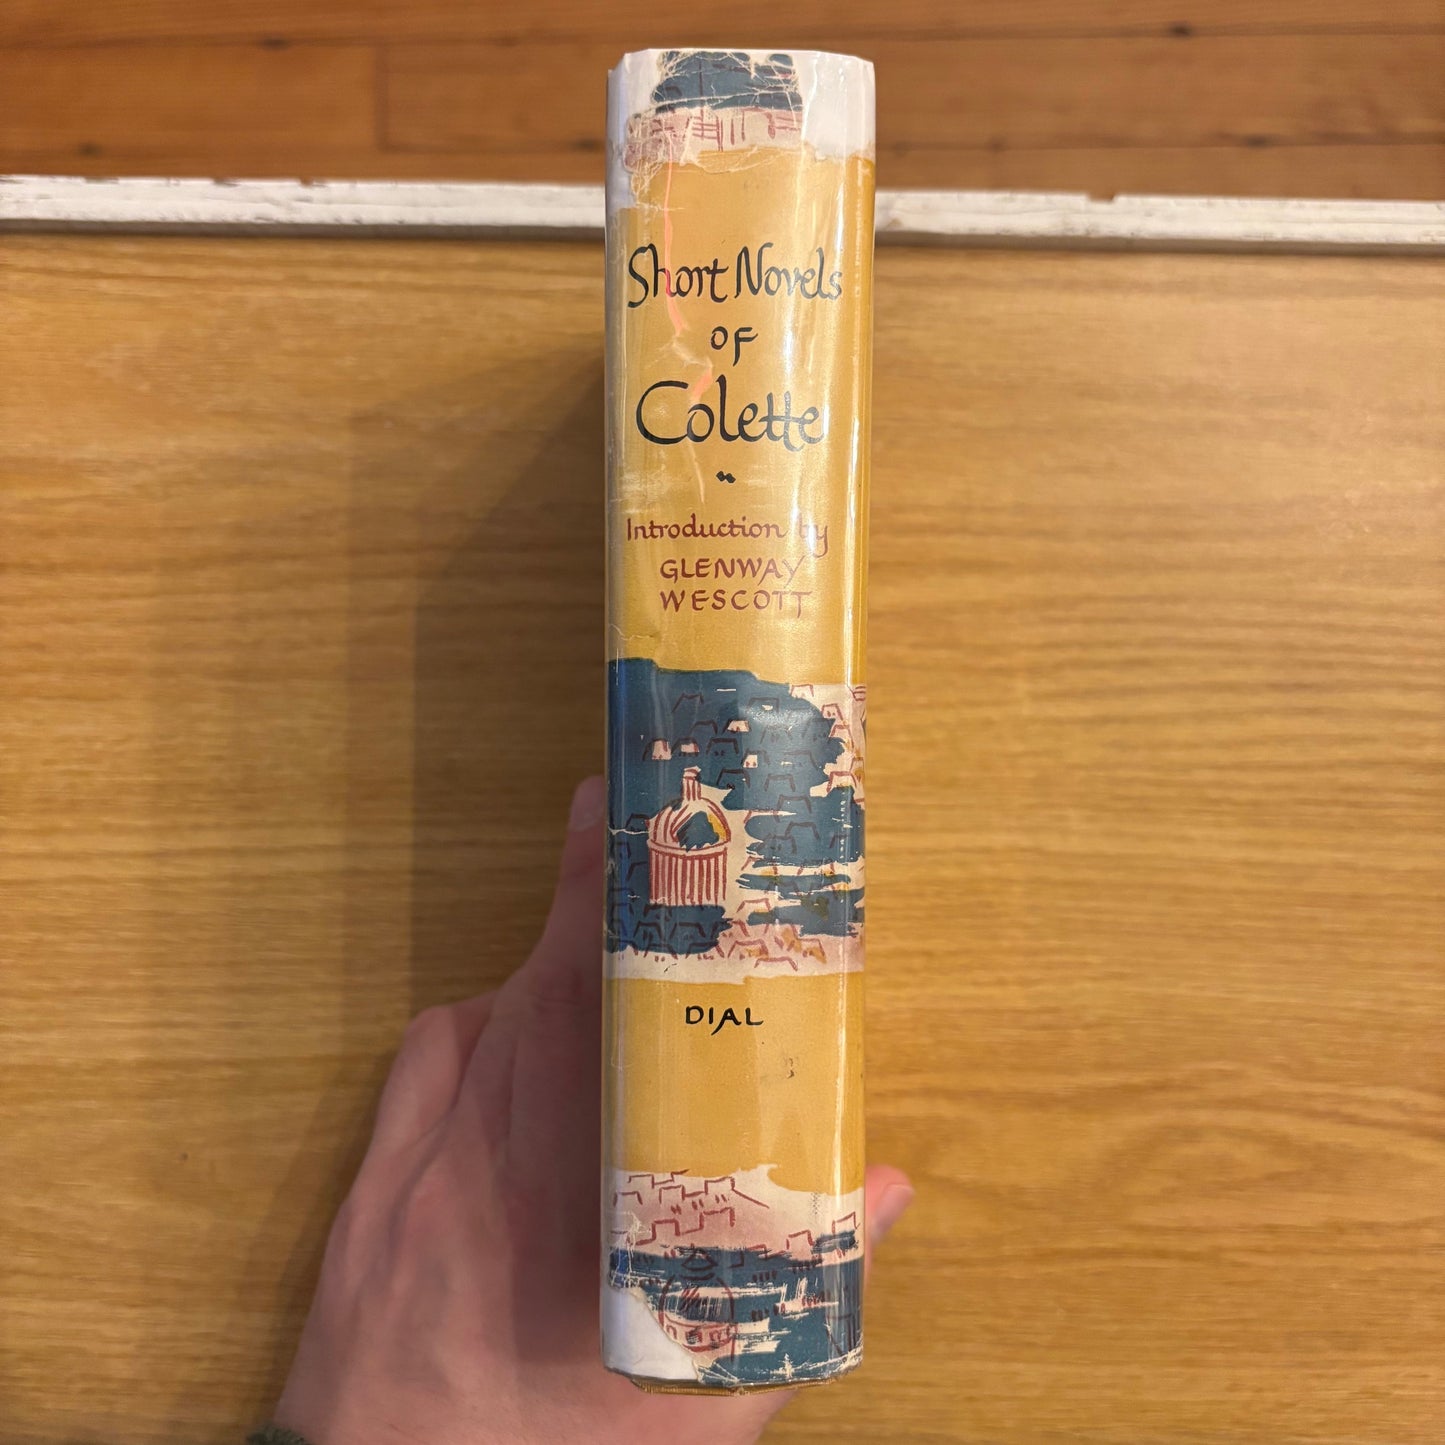 Short Novels
OF
Colette
Introduction by
GLENWAY
WESCOTT
DIAL